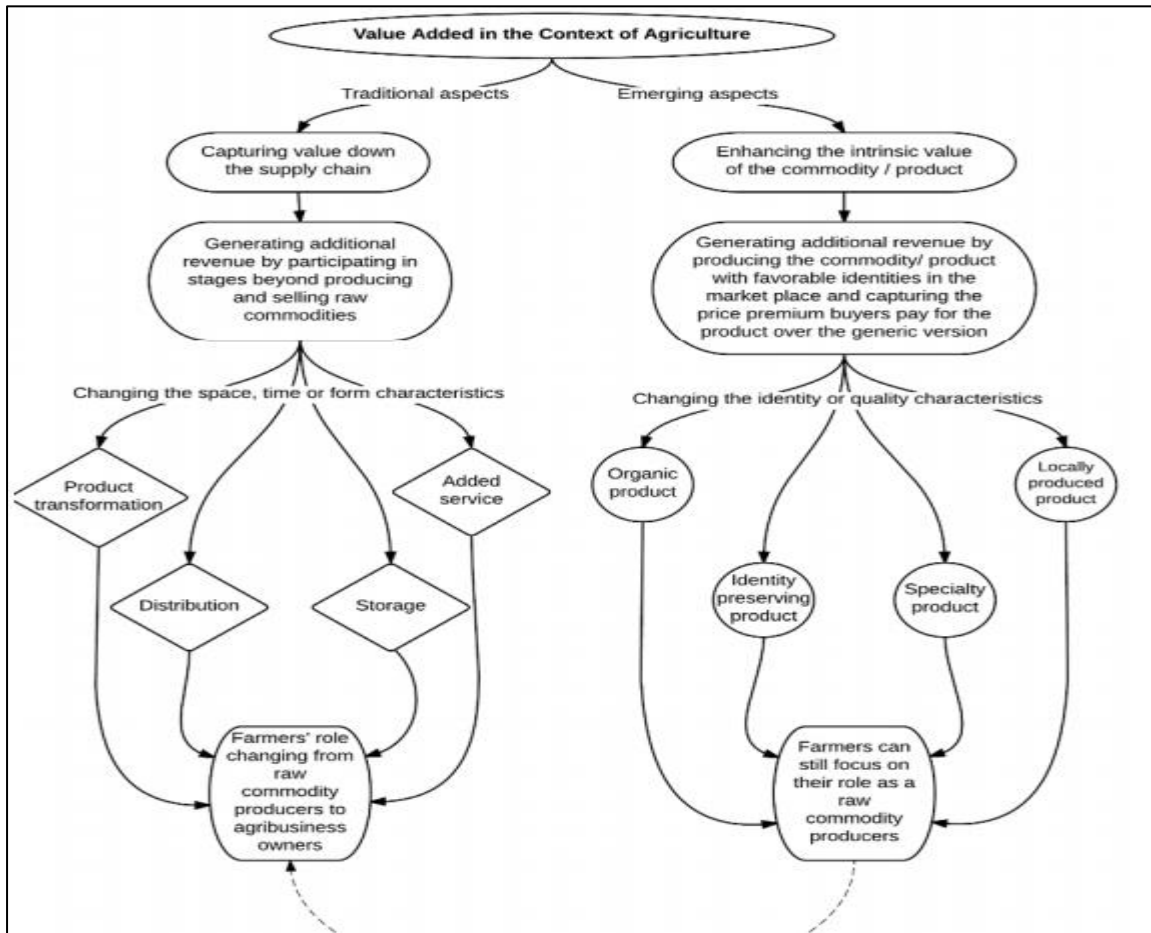 Value Added in the Context of Agriculture
Traditional aspects
Emerging aspects
Capturing value down
the supply chain
Enhancing the intrinsic value
of the commodity / product
Generating additional
revenue by participating in
stages beyond producing
and selling raw
commodities
Generating additional revenue by
producing the commodity/ product
with favorable identities in the
market place and capturing the
price premium buyers pay for the
product over the generic version
Changing the space, time or form characteristics
Changing the identity or quality characteristics
Product
transformation
Added
service
Distribution
Storage
Organic
product
Locally
produced
product
Identity
preserving
product
Specialty
product
Farmers' role
changing from
raw
commodity
producers to
agribusiness
owners
Farmers can
still focus on
their role as a
raw
commodity
producers